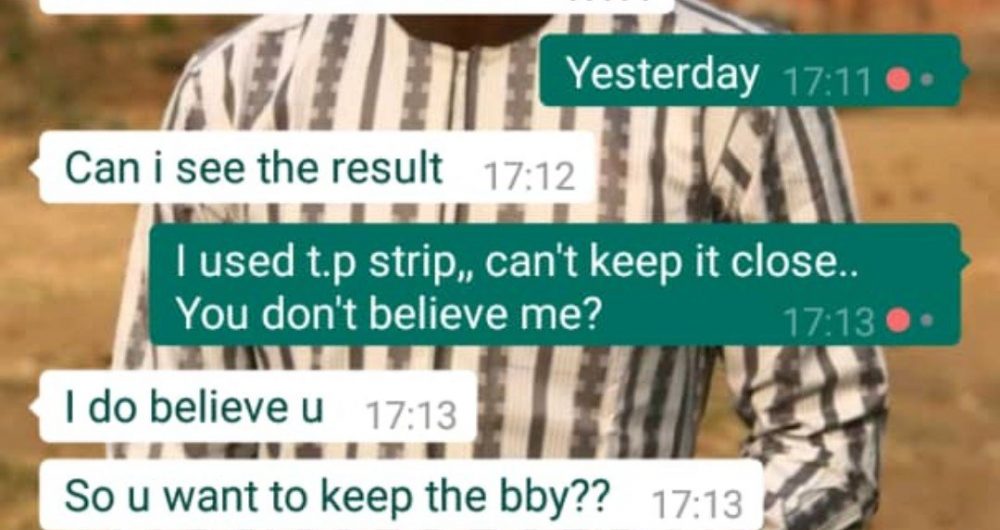 Yesterday 17:11
Can i see the result 17:12
I used t.p strip,, can't keep it close..
You don't believe me? 17:13
I do believe u 17:13
So u want to keep the bby?? 17:13